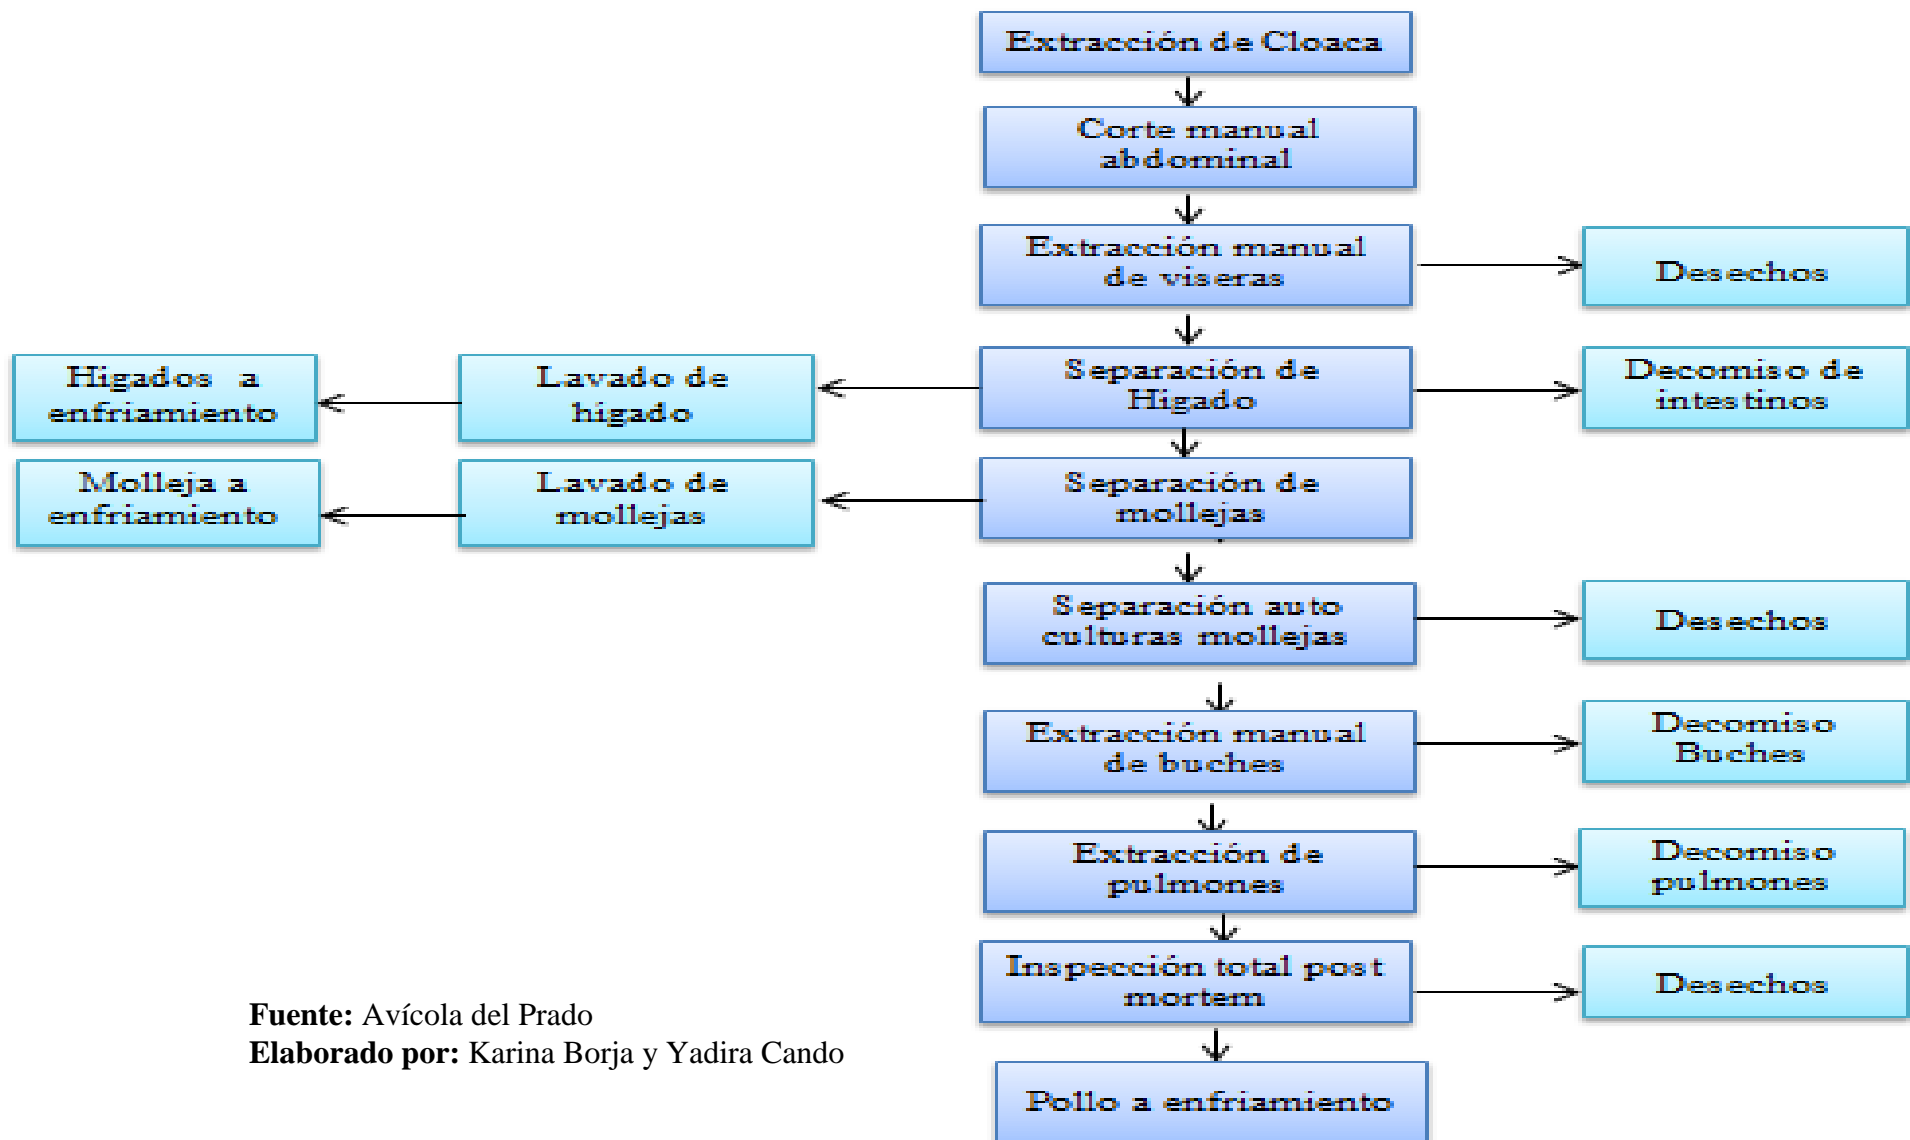 Extracción de Cloaca
Corte manual
abdominal
Extracción manual
de viseras
Desechos
Higados a
enfriamiento
Lavado de
higado
Separación de
Higado
Decomiso de
intestinos
Molleja a
enfriamiento
Lavado de
mollejas
Separación de
mollejas
Separación auto
culturas mollejas
Desechos
Extracción manual
de buches
Decomiso
Buches
Extracción de
pulmones
Decomiso
pulmones
Inspección total post
mortem
Desechos
Pollo a enfriamiento
Fuente: Avícola del Prado
Elaborado por: Karina Borja y Yadira Cando